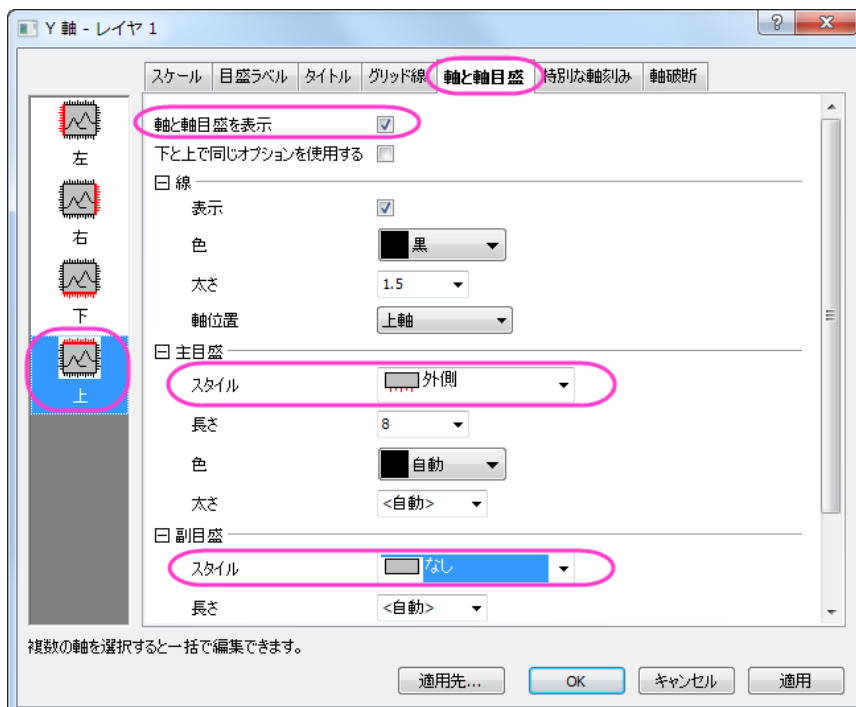 Y 軸 - レイヤ 1
スケール 目盛ラベル タイトル グリッド線 軸と軸目盛 特別な軸刻み 軸破断
左
右
下
上
軸と軸目盛を表示
下と上で同じオプションを使用する
線
表示
色 黒
太さ 1.5
軸位置 上軸
主目盛
スタイル 外側
長さ 8
色 自動
太さ <自動>
副目盛
スタイル なし
長さ <自動>
複数の軸を選択すると一括で編集できます。
適用先... OK キャンセル 適用